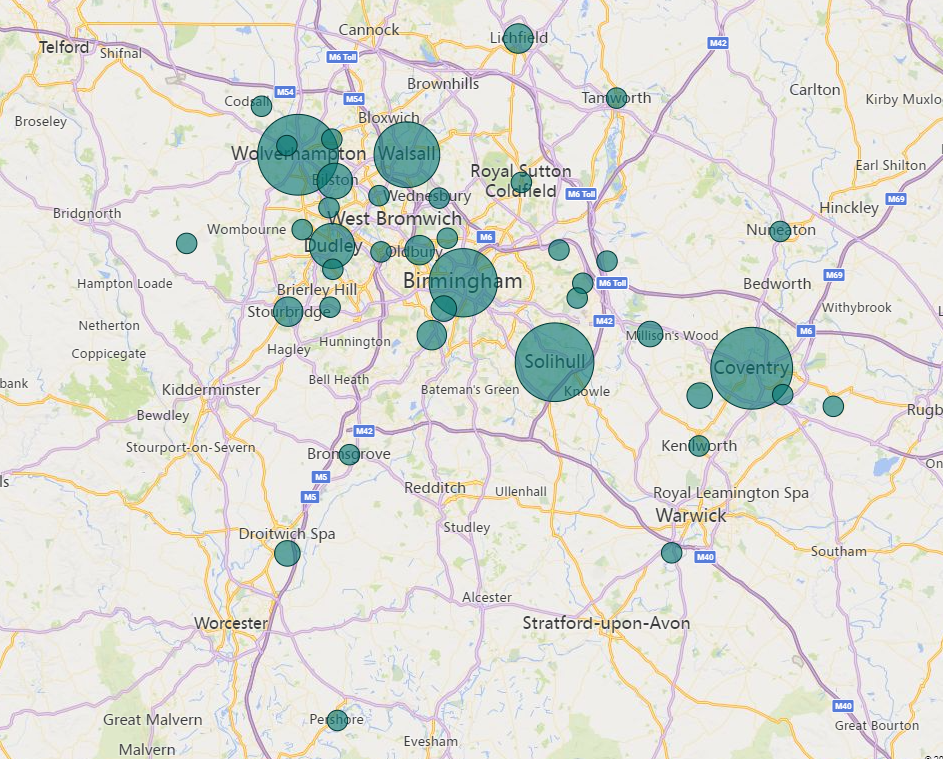 Cannock
Lichfield
M42
Telford
Shifnal
M6 Toll
Brownhills
Tamworth
Carlton
Codsall
M54
M54
Kirby Muxlo
Broseley
Bloxwich
Wolverhampton
Walsall
Earl Shilton
Bilston
Royal Sutton
Coldfield
Wednesbury
M6 Toll
M69
Bridgnorth
West Bromwich
Hinckley
Wombourne
Nuneaton
M6
Dudley
Oldbury
Hampton Loade
Birmingham
M6 Toll
M69
Bedworth
Brierley Hill
Stourbridge
Withybrook
Netherton
M42
M6
Hunnington
Millison's Wood
Coppicegate
Hagley
Solihull
Coventry
bank
Bell Heath
Kidderminster
Bateman's Green
Knowle
Bewdley
Rugb
M42
Stourport-on-Severn
Bromsgrove
Kenilworth
On
ls
M5
Redditch
Ullenhall
Royal Leamington Spa
M5
Warwick
Studley
Droitwich Spa
M40
Southam
Alcester
Worcester
Stratford-upon-Avon
M40
Great Malvern
Pershore
Great Bourton
Evesham
Malvern